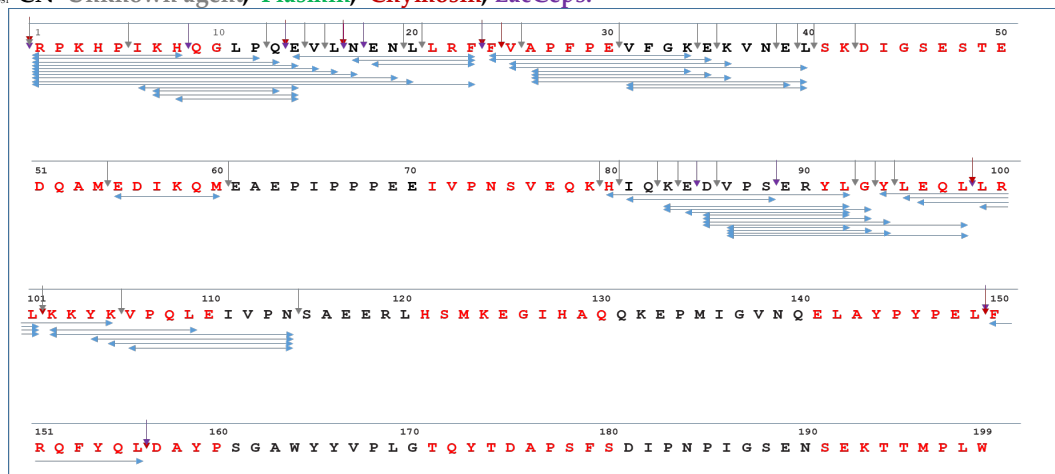 Unknown agent, Plasmin, Chymosin, LacCeps.
1 10 20 30 40 50
R P K H P I K H Q G L P Q E V L N E N L L R F F V A P F P E V F G K E K V N E L S K D I G S E S T E
51 60 70 80 90 100
D Q A M E D I K Q M E A E P I P P P E E I V P N S V E Q K H I Q K E D V P S E R Y L G Y L E Q L L R
101 110 120 130 140 150
L K K Y K V P Q L E I V P N S A E E R L H S M K E G I H A Q Q K E P M I G V N Q E L A Y P Y P E L F
151 160 170 180 190 199
R Q F Y Q L D A Y P S G A W Y Y V P L G T Q Y T D A P S F S D I P N P I G S E N S E K T T M P L W